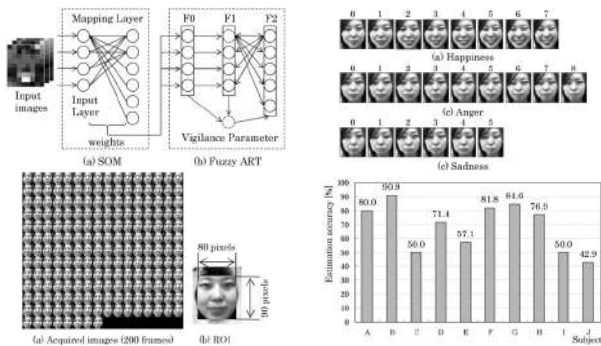 Mapping Layer
F0 F1 F2
Input
images
Input
Layer
weights
Vigilance Parameter
(a) SOM
(b) Fuzzy ART
0 1 2 3 4 5 6 7
(a) Happiness
0 1 2 3 4 5 6 7 8
(c) Anger
0 1 2 3 4 5
(c) Sadness
80 pixels
90 pixels
(a) Acquired images (200 frames)
(b) ROI
Estimation accuracy [%]
100
90
80
70
60
50
40
30
20
10
0
80.0
90.9
50.0
71.4
57.1
81.8
84.6
76.9
50.0
42.9
A B C D E F G H I J
Subject